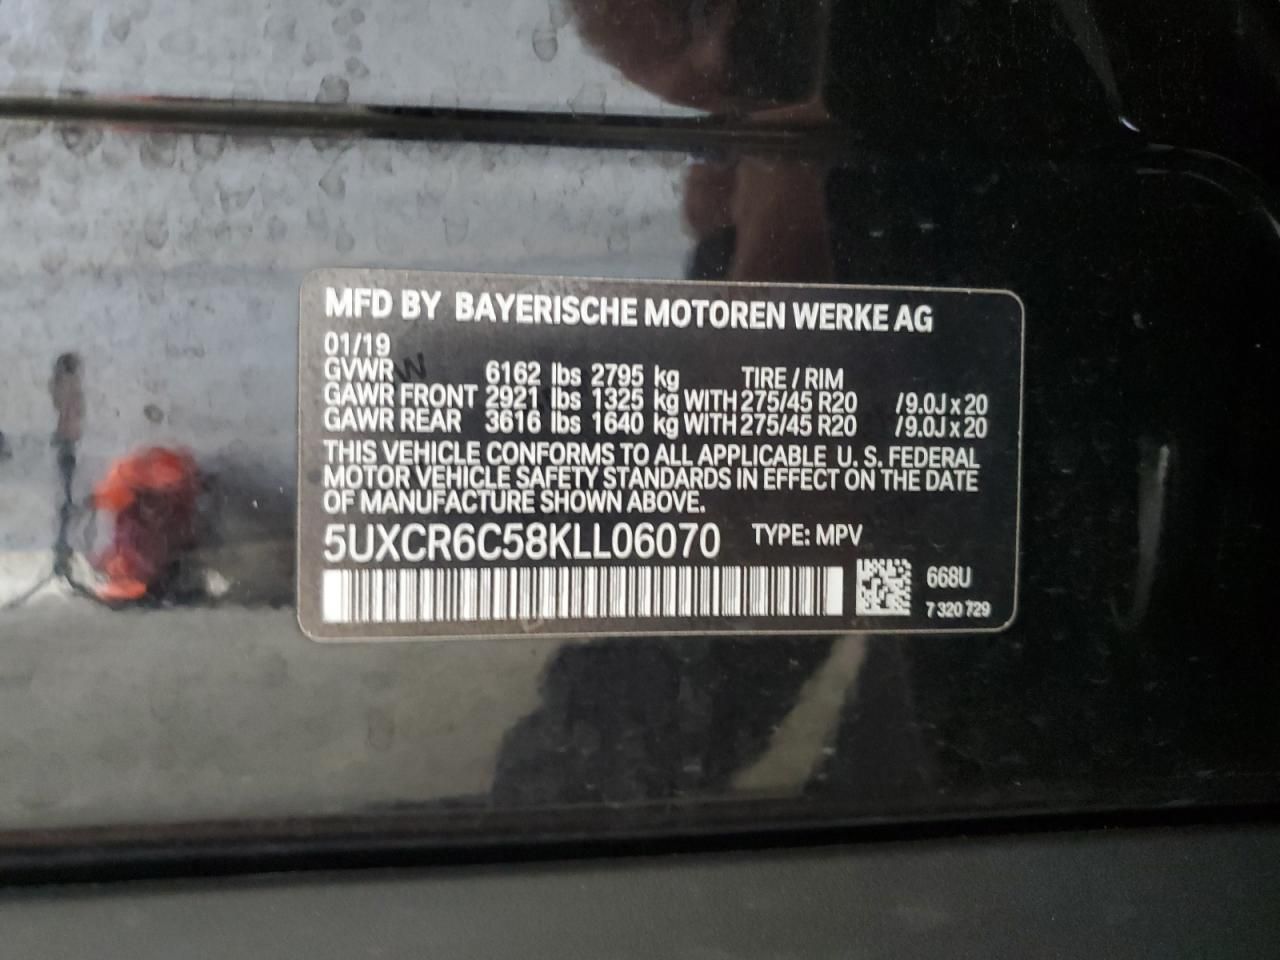 MFD BY BAYERISCHE MOTOREN WERKE AG
01/19
GVWR 6162 lbs 2795 kg TIRE / RIM
GAWR FRONT 2921 lbs 1325 kg WITH 275/45 R20 /9.0J x 20
GAWR REAR 3616 lbs 1640 kg WITH 275/45 R20 /9.0J x 20
THIS VEHICLE CONFORMS TO ALL APPLICABLE U. S. FEDERAL
MOTOR VEHICLE SAFETY STANDARDS IN EFFECT ON THE DATE
OF MANUFACTURE SHOWN ABOVE.
5UXCR6C58KLL06070 TYPE: MPV
668U
7 320 729